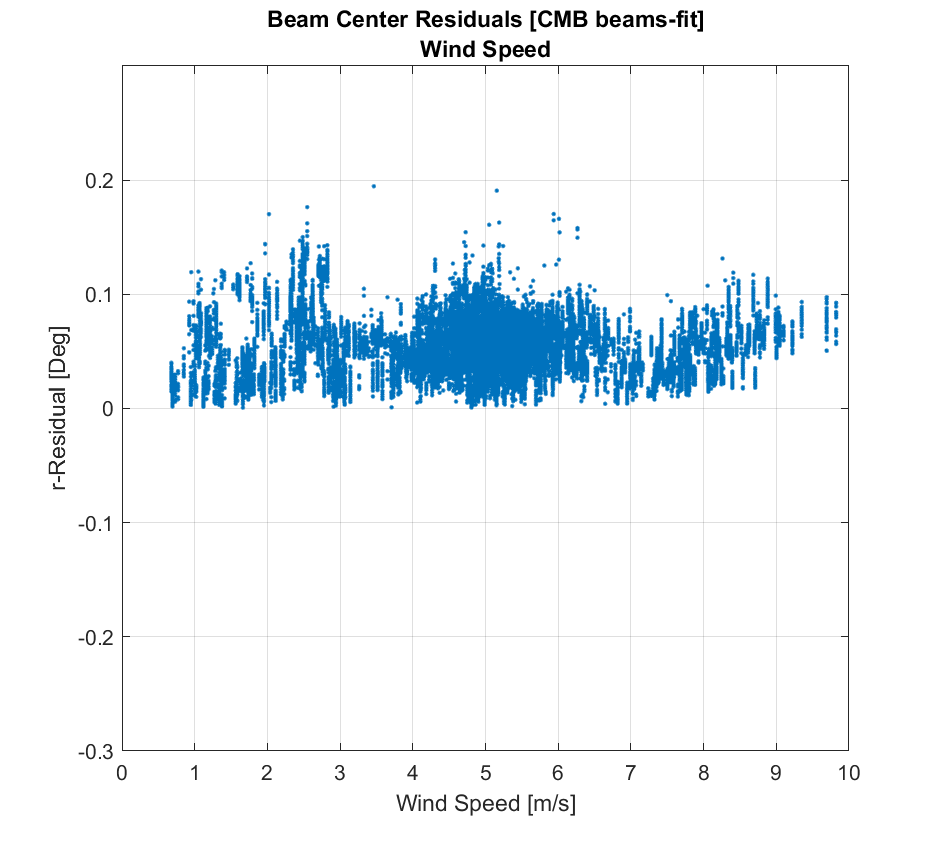 Beam Center Residuals [CMB beams-fit]
Wind Speed
0.2
0.1
0
-0.1
-0.2
-0.3
r-Residual [Deg]
0 1 2 3 4 5 6 7 8 9 10
Wind Speed [m/s]